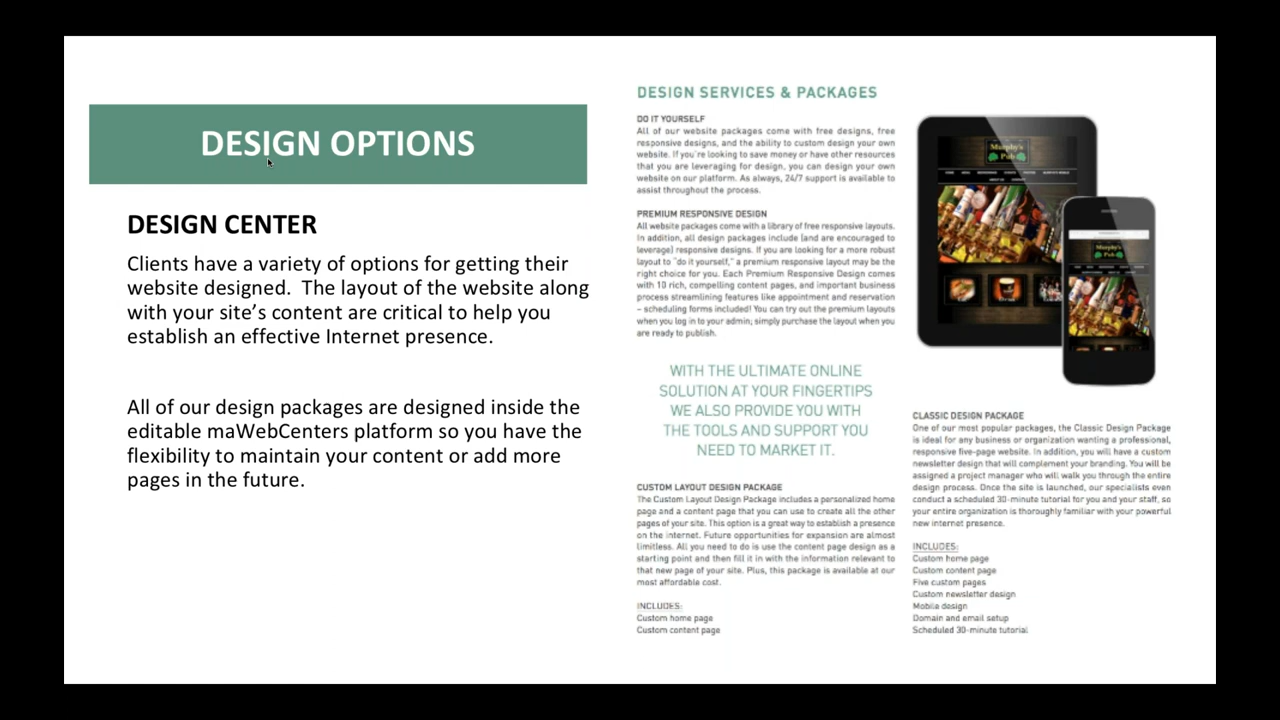 DESIGN OPTIONS
DESIGN CENTER
Clients have a variety of options for getting their
website designed.  The layout of the website along
with your site’s content are critical to help you
establish an effective Internet presence.
All of our design packages are designed inside the
editable maWebCenters platform so you have the
flexibility to maintain your content or add more
pages in the future.
DESIGN SERVICES & PACKAGES
DO IT YOURSELF
All of our website packages come with free designs, free
responsive designs, and the ability to custom design your own
website. If you're looking to save money or have other resources
that you are leveraging for design, you can design your own
website on our platform. As always, 24/7 support is available to
assist throughout the process.
PREMIUM RESPONSIVE DESIGN
All website packages come with a library of free responsive layouts.
In addition, all design packages include (and are encouraged to
leverage) responsive designs. If you are looking for a more robust
layout to "do it yourself," a premium responsive layout may be the
right choice for you. Each Premium Responsive Design comes
with 10 rich, compelling content pages, and important business
process streamlining features like appointment and reservation
– scheduling forms included! You can try out the premium layouts
when you log in to your admin; simply purchase the layout when you
are ready to publish.
WITH THE ULTIMATE ONLINE
SOLUTION AT YOUR FINGERTIPS
WE ALSO PROVIDE YOU WITH
THE TOOLS AND SUPPORT YOU
NEED TO MARKET IT.
CUSTOM LAYOUT DESIGN PACKAGE
The Custom Layout Design Package includes a personalized home
page and a content page that you can use to create all the other
pages of your site. This option is a great way to establish a presence
on the internet. Future opportunities for expansion are almost
limitless. All you need to do is use the content page design as a
starting point and then fill it in with the information relevant to
that new page of your site. Plus, this package is available at our
most affordable cost.
INCLUDES:
Custom home page
Custom content page
Murphy's
Pub
Murphy's
Pub
CLASSIC DESIGN PACKAGE
One of our most popular packages, the Classic Design Package
is ideal for any business or organization wanting a professional,
responsive five-page website. In addition, you will have a custom
newsletter design that will complement your branding. You will be
assigned a project manager who will walk you through the entire
design process. Once the site is launched, our specialists even
conduct a scheduled 30-minute tutorial for you and your staff, so
your entire organization is thoroughly familiar with your powerful
new internet presence.
INCLUDES:
Custom home page
Custom content page
Five custom pages
Custom newsletter design
Mobile design
Domain and email setup
Scheduled 30-minute tutorial